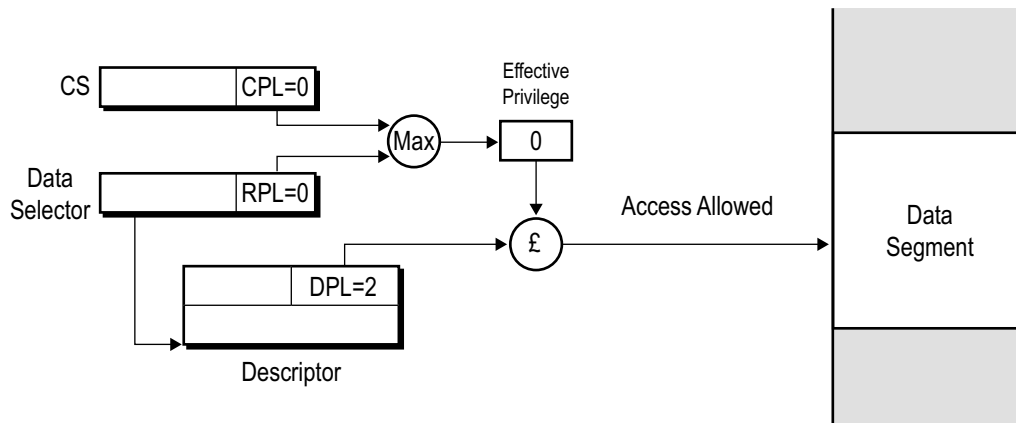 CS
CPL=0
Effective
Privilege
Max
0
Data
Selector
RPL=0
Access Allowed
£
Data
Segment
DPL=2
Descriptor